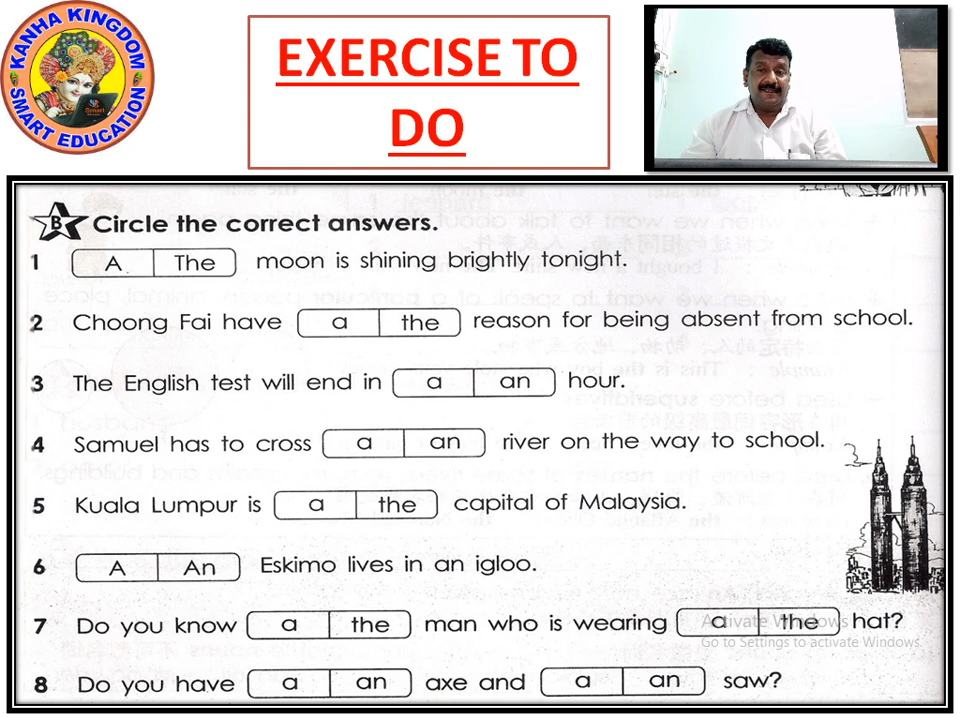 KANHA KINGDOM
SMART EDUCATION
Smart
EXERCISE TO
DO
B Circle the correct answers.
1 A The moon is shining brightly tonight.
2 Choong Fai have a the reason for being absent from school.
3 The English test will end in a an hour.
4 Samuel has to cross a an river on the way to school.
5 Kuala Lumpur is a the capital of Malaysia.
6 A An Eskimo lives in an igloo.
7 Do you know a the man who is wearing a the hat?
Activate Windows
Go to Settings to activate Windows.
8 Do you have a an axe and a an saw?